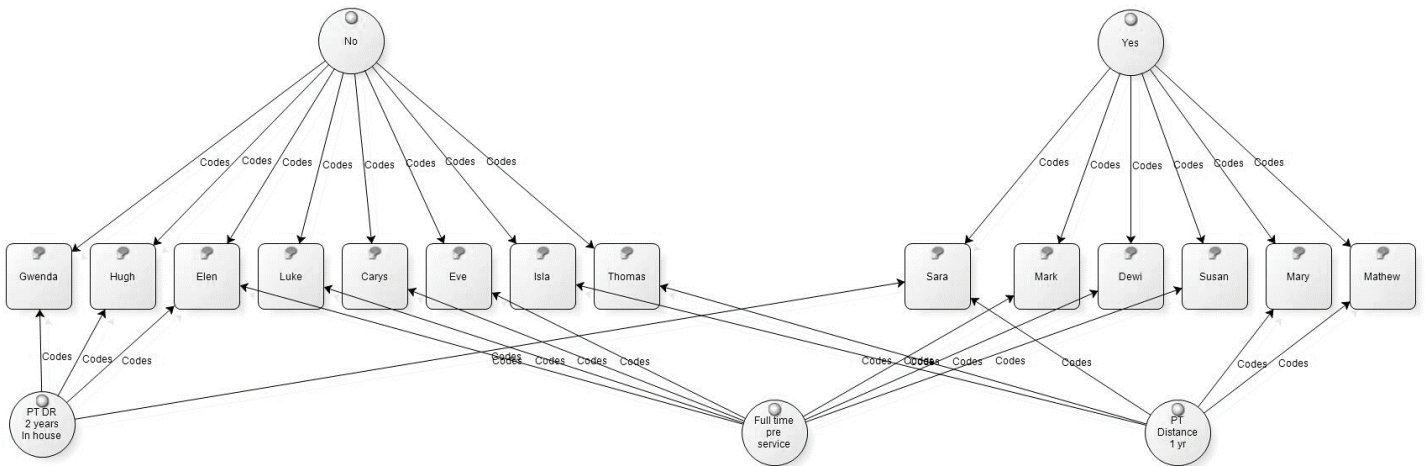 No
Yes
Codes Codes Codes Codes Codes Codes Codes Codes Codes Codes Codes Codes Codes Codes
Gwenda Hugh Elen Luke Carys Eve Isla Thomas Sara Mark Dewi Susan Mary Mathew
Codes Codes Codes Codes Codes Codes Codes Codes Codes Codes Codes Codes Codes Codes Codes Codes
PT DR
2 years
In house
Full time
pre
service
PT
Distance
1 yr